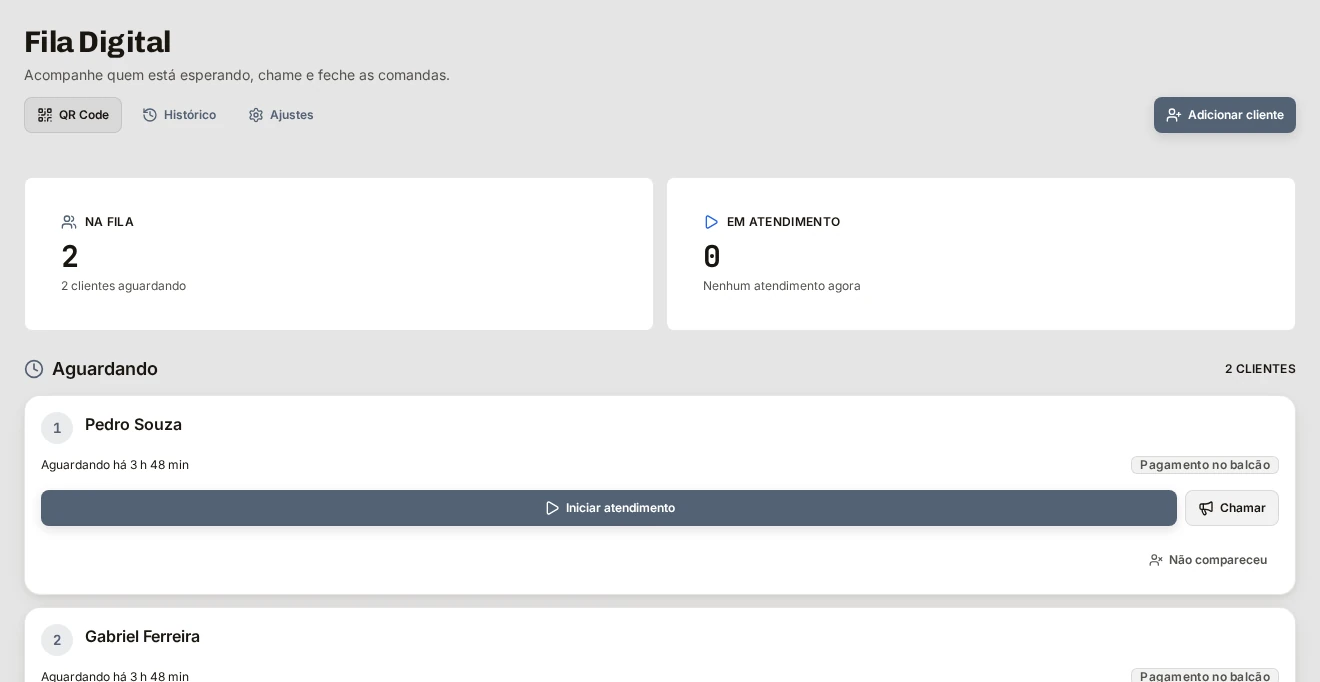 Fila Digital
Acompanhe quem está esperando, chame e feche as comandas.
QR Code
Histórico
Ajustes
Adicionar cliente
NA FILA
2
2 clientes aguardando
EM ATENDIMENTO
0
Nenhum atendimento agora
Aguardando
2 CLIENTES
1
Pedro Souza
Aguardando há 3 h 48 min
Pagamento no balcão
Iniciar atendimento
Chamar
Não compareceu
2
Gabriel Ferreira
Aguardando há 3 h 48 min
Pagamento no balcão